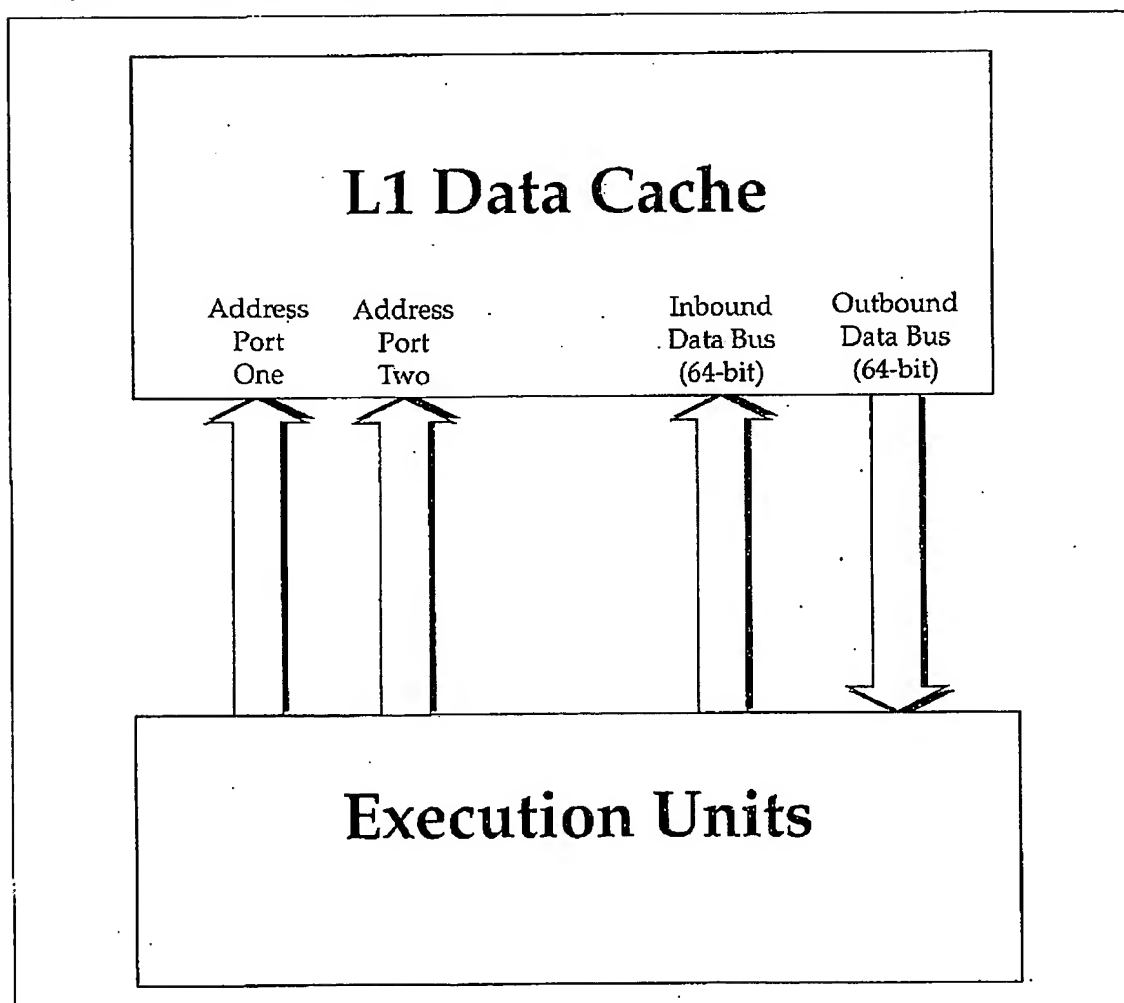 L1 Data Cache
Address
Port
One
Address
Port
Two
Inbound
Data Bus
(64-bit)
Outbound
Data Bus
(64-bit)
Execution Units